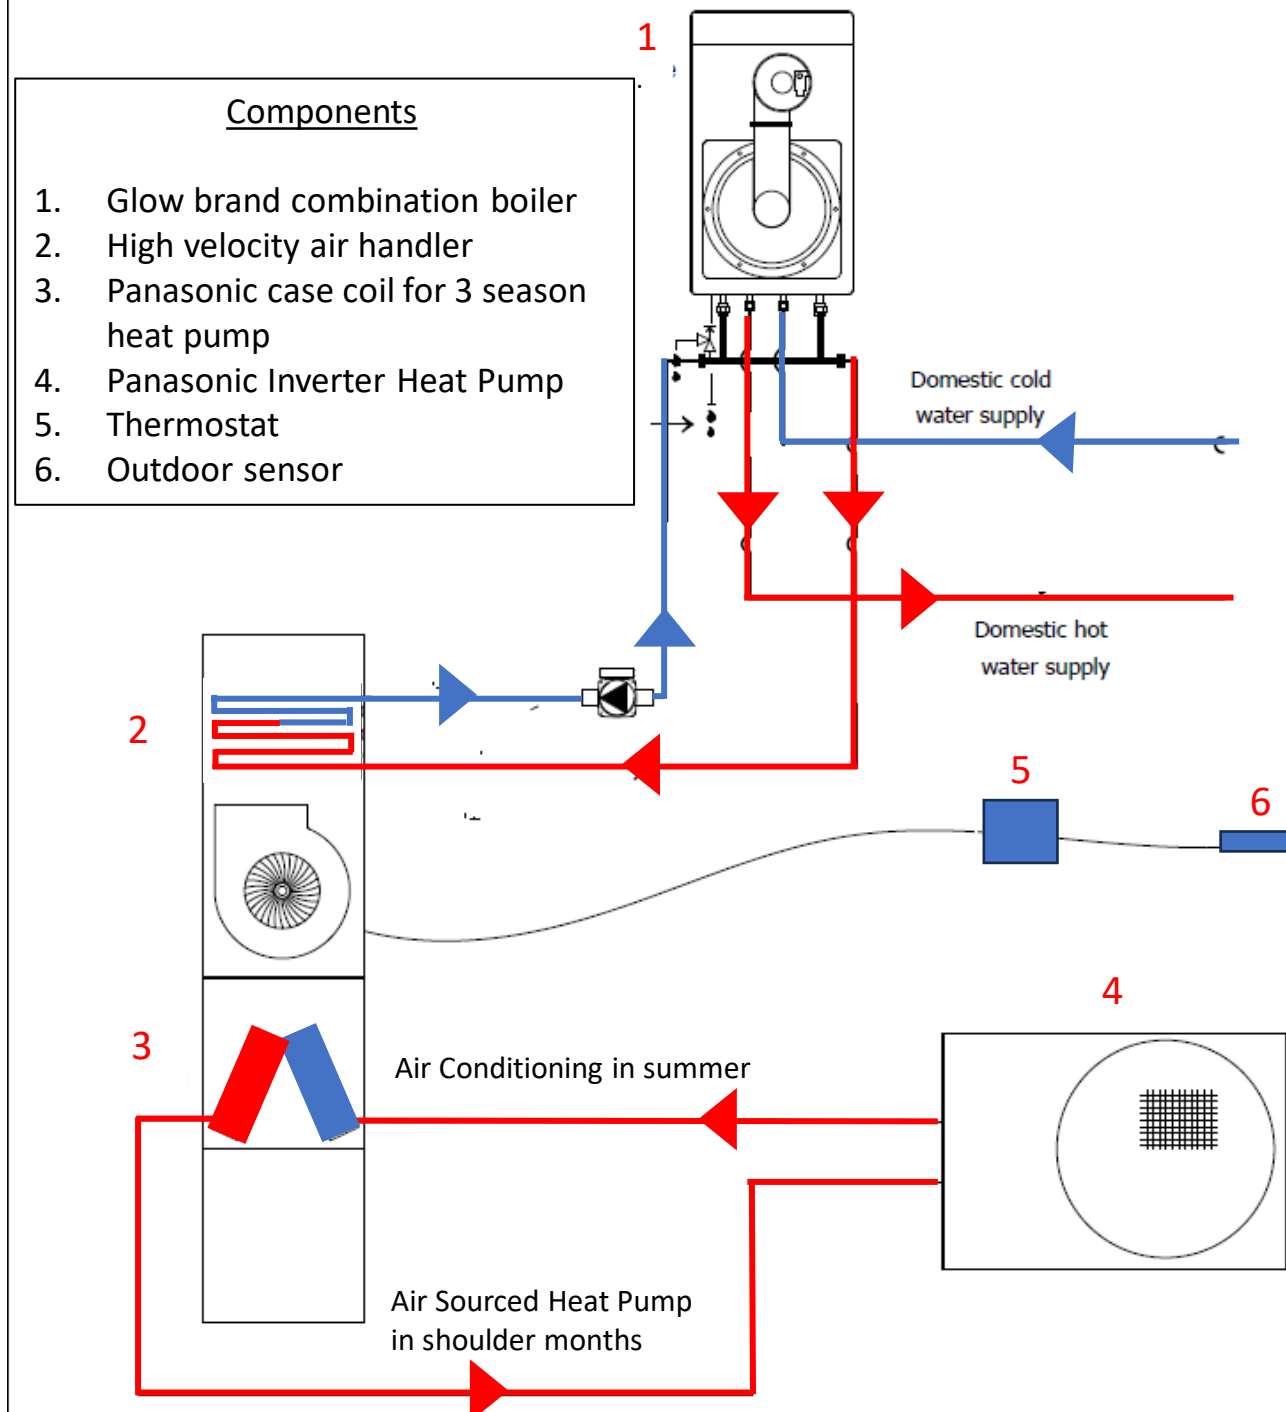 1
Components
1. Glow brand combination boiler
2. High velocity air handler
3. Panasonic case coil for 3 season
heat pump
4. Panasonic Inverter Heat Pump
5. Thermostat
6. Outdoor sensor
Domestic cold
water supply
Domestic hot
water supply
2
5
6
4
3
Air Conditioning in summer
Air Sourced Heat Pump
in shoulder months